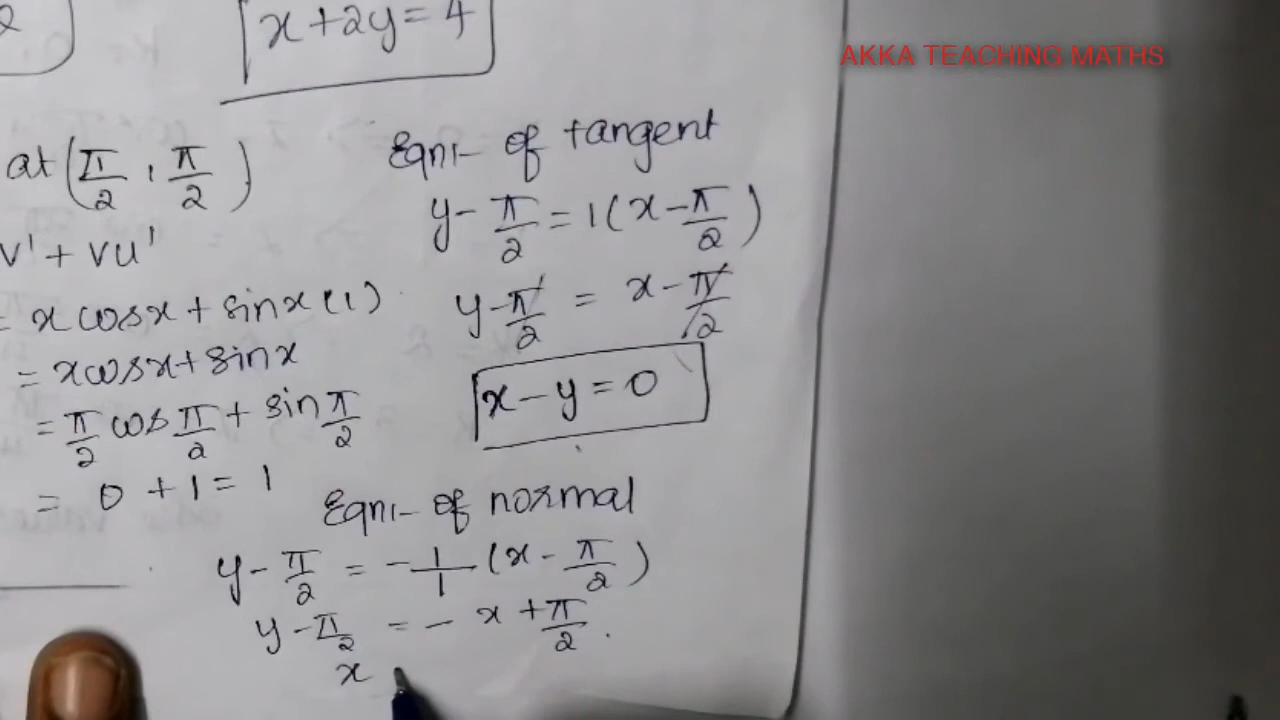 2
x+2y=4
AKKA TEACHING MATHS
at (π/2, π/2)
v' + vu'
= x cosx + sinx (1)
= x cosx + sinx
= π/2 cos π/2 + sin π/2
= 0 + 1 = 1
Eqn:- of tangent
y - π/2 = 1(x - π/2)
y - π/2 = x - π/2
x - y = 0
Eqn:- of normal
y - π/2 = -1/1 (x - π/2)
y - π/2 = - x + π/2.
x